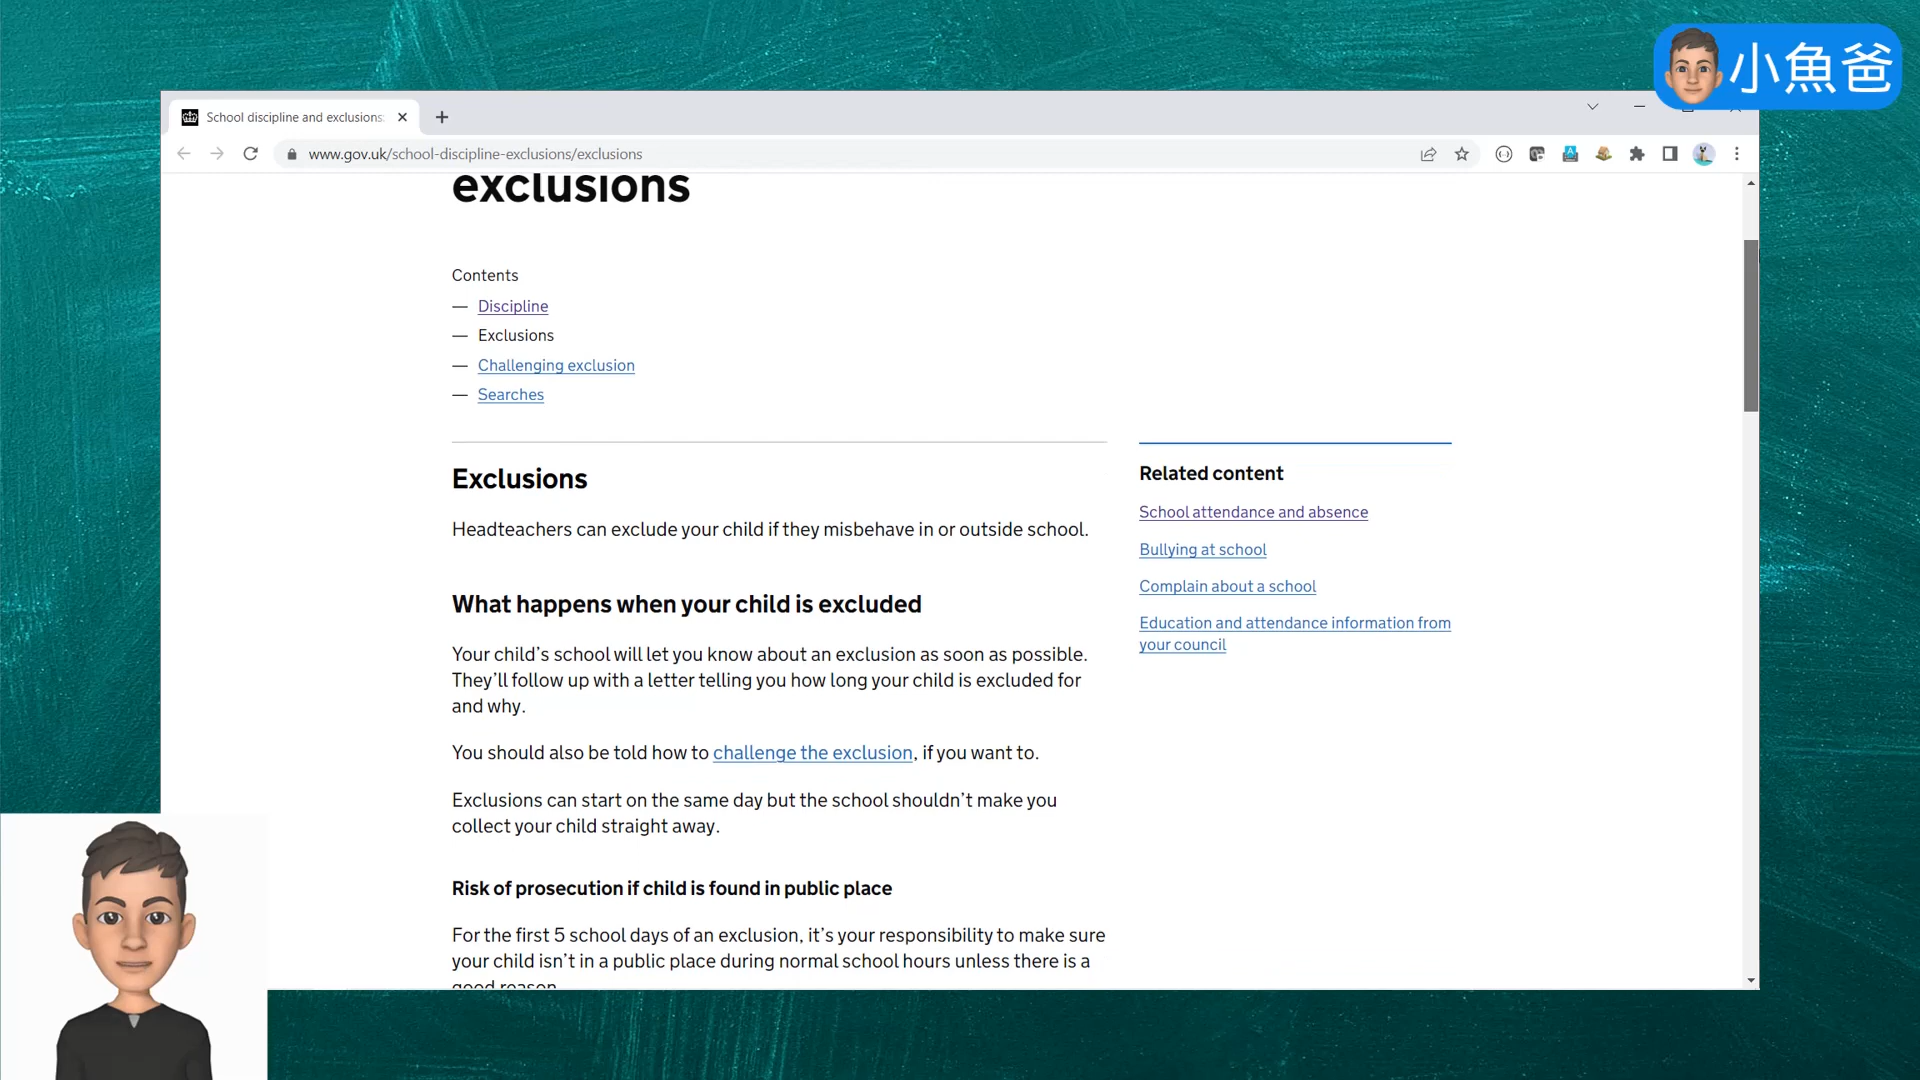 小魚爸
School discipline and exclusions:
www.gov.uk/school-discipline-exclusions/exclusions
exclusions
Contents
— Discipline
— Exclusions
— Challenging exclusion
— Searches
Exclusions
Headteachers can exclude your child if they misbehave in or outside school.
What happens when your child is excluded
Your child’s school will let you know about an exclusion as soon as possible.
They’ll follow up with a letter telling you how long your child is excluded for
and why.
You should also be told how to challenge the exclusion, if you want to.
Exclusions can start on the same day but the school shouldn’t make you
collect your child straight away.
Risk of prosecution if child is found in public place
For the first 5 school days of an exclusion, it’s your responsibility to make sure
your child isn’t in a public place during normal school hours unless there is a
good reason
Related content
School attendance and absence
Bullying at school
Complain about a school
Education and attendance information from
your council